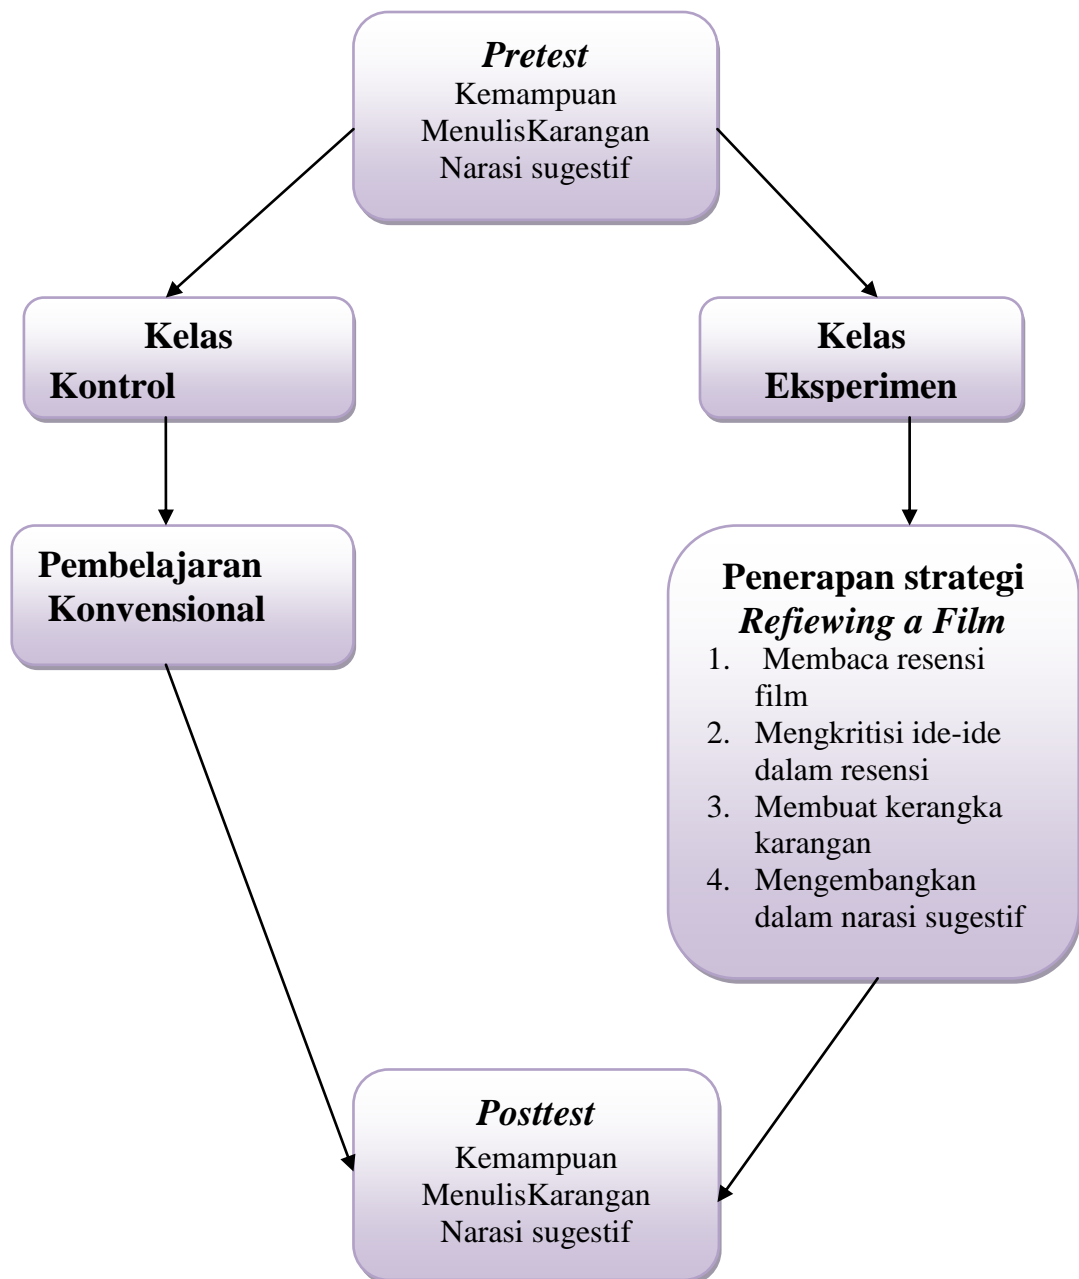 Pretest
Kemampuan
MenulisKarangan
Narasi sugestif
Kelas
Kontrol
Kelas
Eksperimen
Pembelajaran
Konvensional
Penerapan strategi
Refiewing a Film
1. Membaca resensi
film
2. Mengkritisi ide-ide
dalam resensi
3. Membuat kerangka
karangan
4. Mengembangkan
dalam narasi sugestif
Posttest
Kemampuan
MenulisKarangan
Narasi sugestif